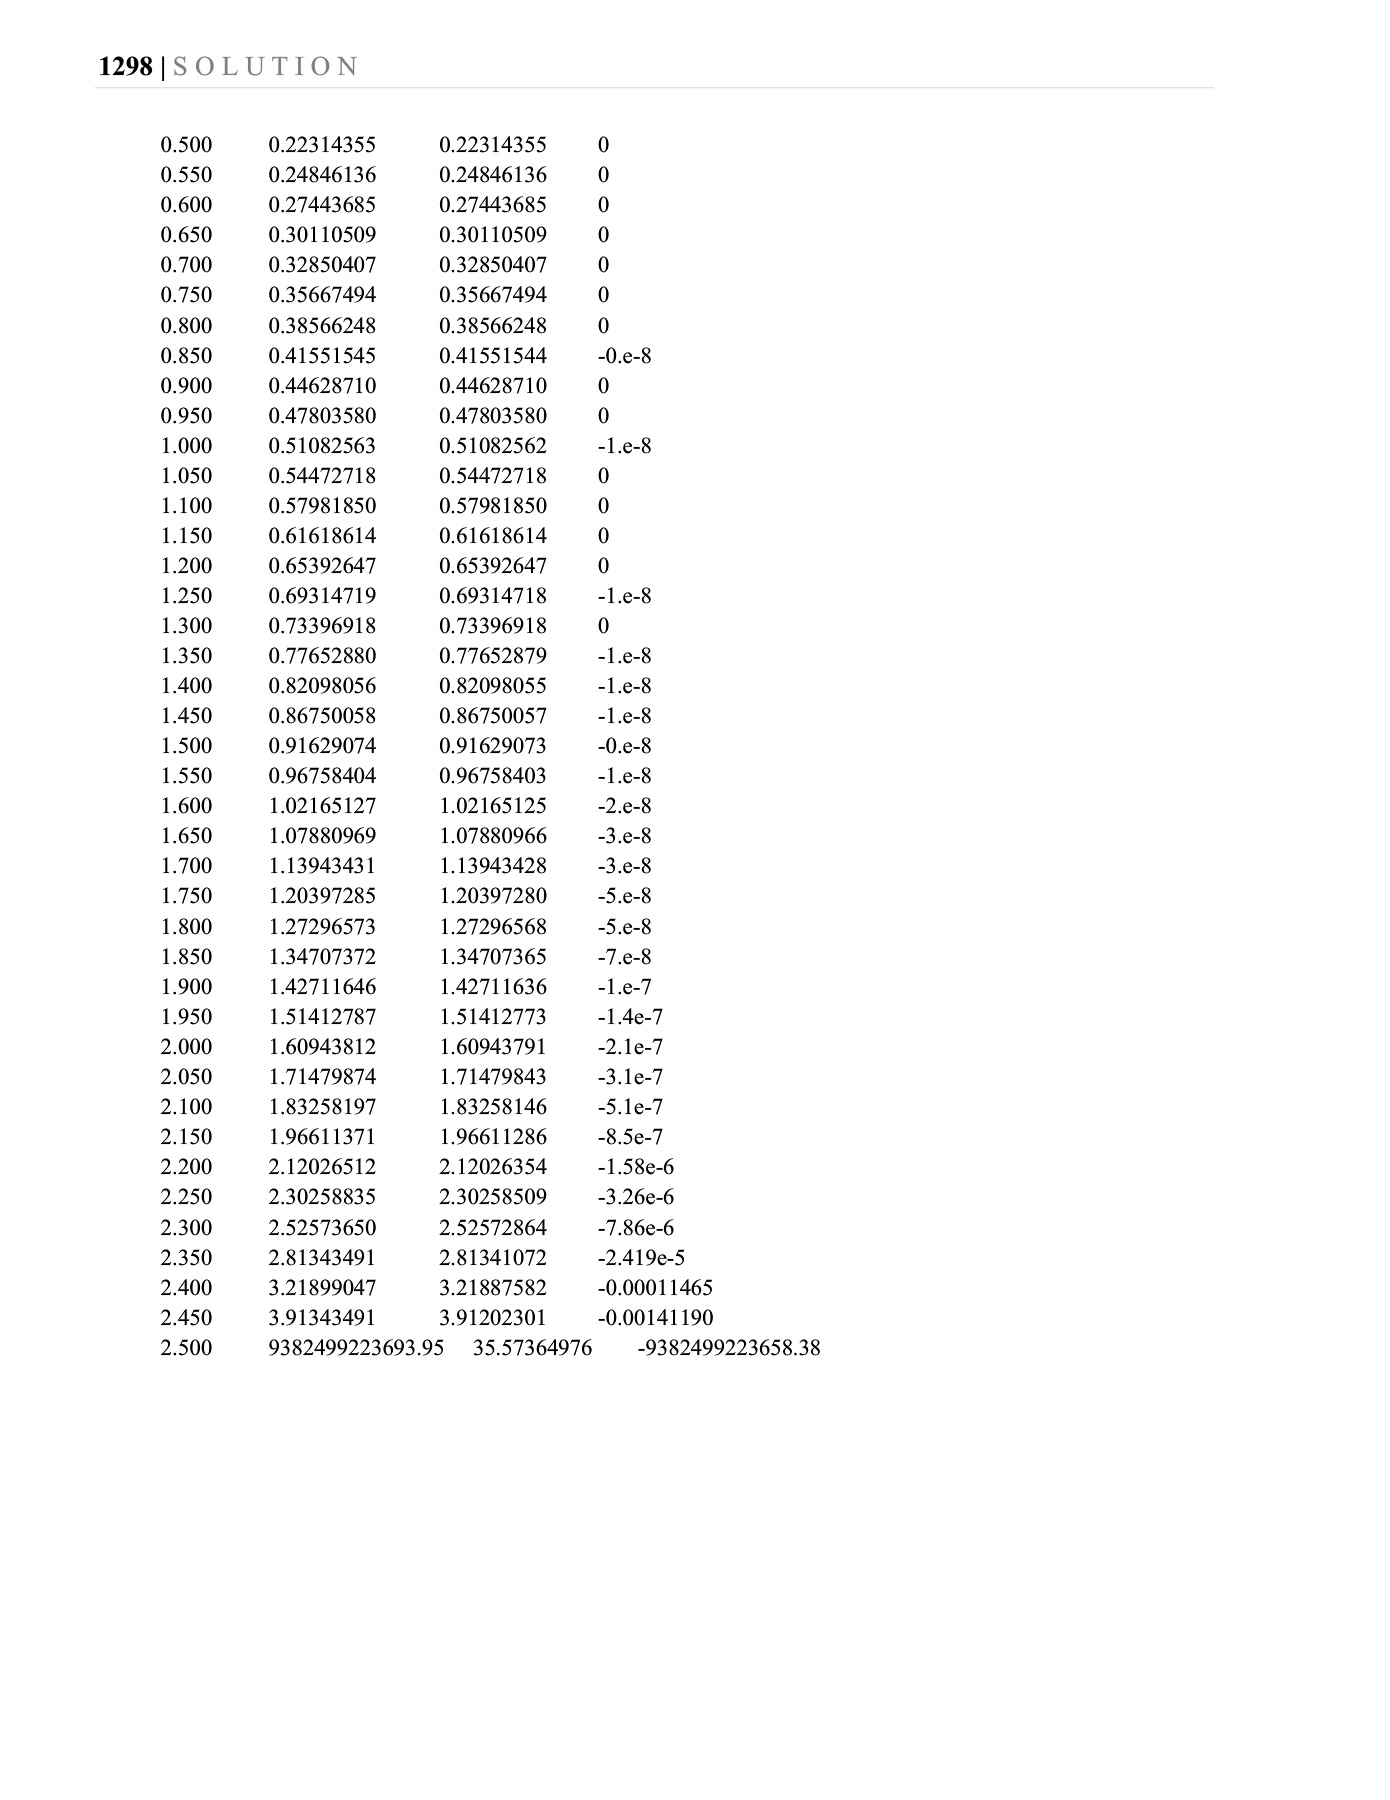 1298 | S O L U T I O N
0.500 0.22314355 0.22314355 0
0.550 0.24846136 0.24846136 0
0.600 0.27443685 0.27443685 0
0.650 0.30110509 0.30110509 0
0.700 0.32850407 0.32850407 0
0.750 0.35667494 0.35667494 0
0.800 0.38566248 0.38566248 0
0.850 0.41551545 0.41551544 -0.e-8
0.900 0.44628710 0.44628710 0
0.950 0.47803580 0.47803580 0
1.000 0.51082563 0.51082562 -1.e-8
1.050 0.54472718 0.54472718 0
1.100 0.57981850 0.57981850 0
1.150 0.61618614 0.61618614 0
1.200 0.65392647 0.65392647 0
1.250 0.69314719 0.69314718 -1.e-8
1.300 0.73396918 0.73396918 0
1.350 0.77652880 0.77652879 -1.e-8
1.400 0.82098056 0.82098055 -1.e-8
1.450 0.86750058 0.86750057 -1.e-8
1.500 0.91629074 0.91629073 -0.e-8
1.550 0.96758404 0.96758403 -1.e-8
1.600 1.02165127 1.02165125 -2.e-8
1.650 1.07880969 1.07880966 -3.e-8
1.700 1.13943431 1.13943428 -3.e-8
1.750 1.20397285 1.20397280 -5.e-8
1.800 1.27296573 1.27296568 -5.e-8
1.850 1.34707372 1.34707365 -7.e-8
1.900 1.42711646 1.42711636 -1.e-7
1.950 1.51412787 1.51412773 -1.4e-7
2.000 1.60943812 1.60943791 -2.1e-7
2.050 1.71479874 1.71479843 -3.1e-7
2.100 1.83258197 1.83258146 -5.1e-7
2.150 1.96611371 1.96611286 -8.5e-7
2.200 2.12026512 2.12026354 -1.58e-6
2.250 2.30258835 2.30258509 -3.26e-6
2.300 2.52573650 2.52572864 -7.86e-6
2.350 2.81343491 2.81341072 -2.419e-5
2.400 3.21899047 3.21887582 -0.00011465
2.450 3.91343491 3.91202301 -0.00141190
2.500 9382499223693.95 35.57364976 -9382499223658.38